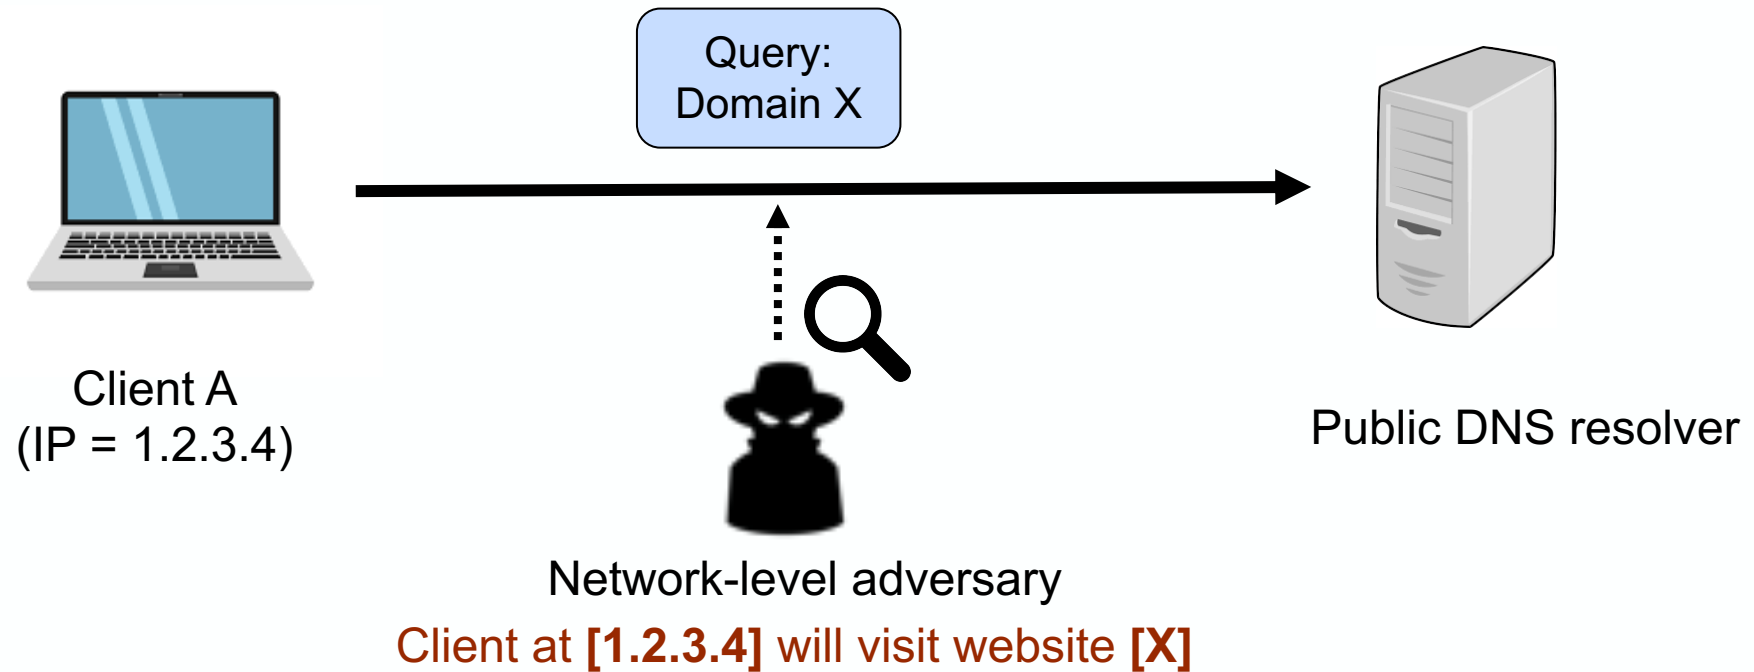 Query:
Domain X
Client A
(IP = 1.2.3.4)
Public DNS resolver
Network-level adversary
Client at [1.2.3.4] will visit website [X]